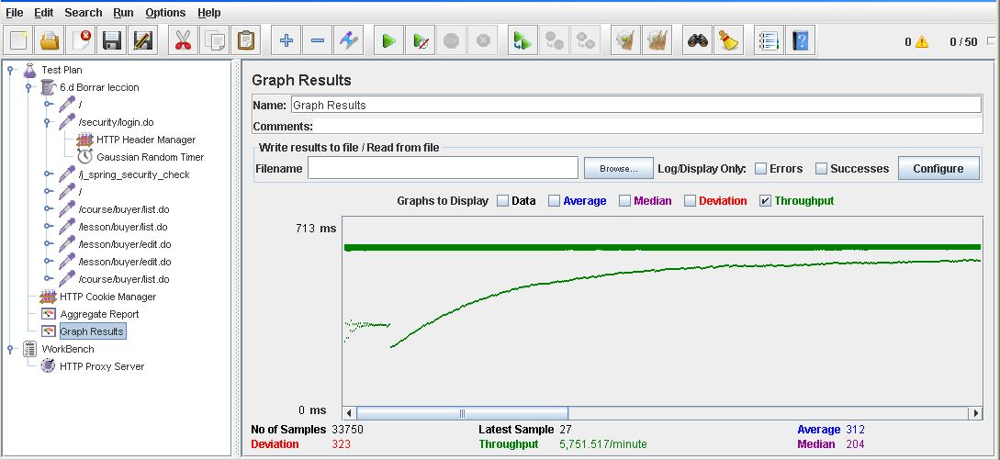 File Edit Search Run Options Help
0 0 / 50
Test Plan
6.d Borrar leccion
/
/security/login.do
HTTP Header Manager
Gaussian Random Timer
/j_spring_security_check
/
/course/buyer/list.do
/lesson/buyer/list.do
/lesson/buyer/edit.do
/lesson/buyer/edit.do
/course/buyer/list.do
HTTP Cookie Manager
Aggregate Report
Graph Results
WorkBench
HTTP Proxy Server
Graph Results
Name: Graph Results
Comments:
Write results to file / Read from file
Filename Browse... Log/Display Only: Errors Successes Configure
Graphs to Display Data Average Median Deviation Throughput
713 ms
0 ms
No of Samples 33750 Latest Sample 27 Average 312
Deviation 323 Throughput 5,751.517/minute Median 204